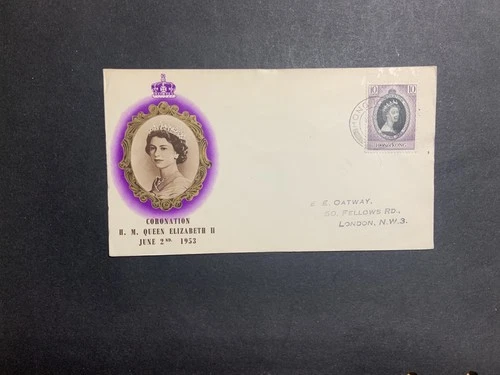 10 10
HONG KONG
CORONATION
H. M. QUEEN ELIZABETH II
JUNE 2ND. 1953
E. OATWAY,
50, FELLOWS RD.,
LONDON, N.W.3.